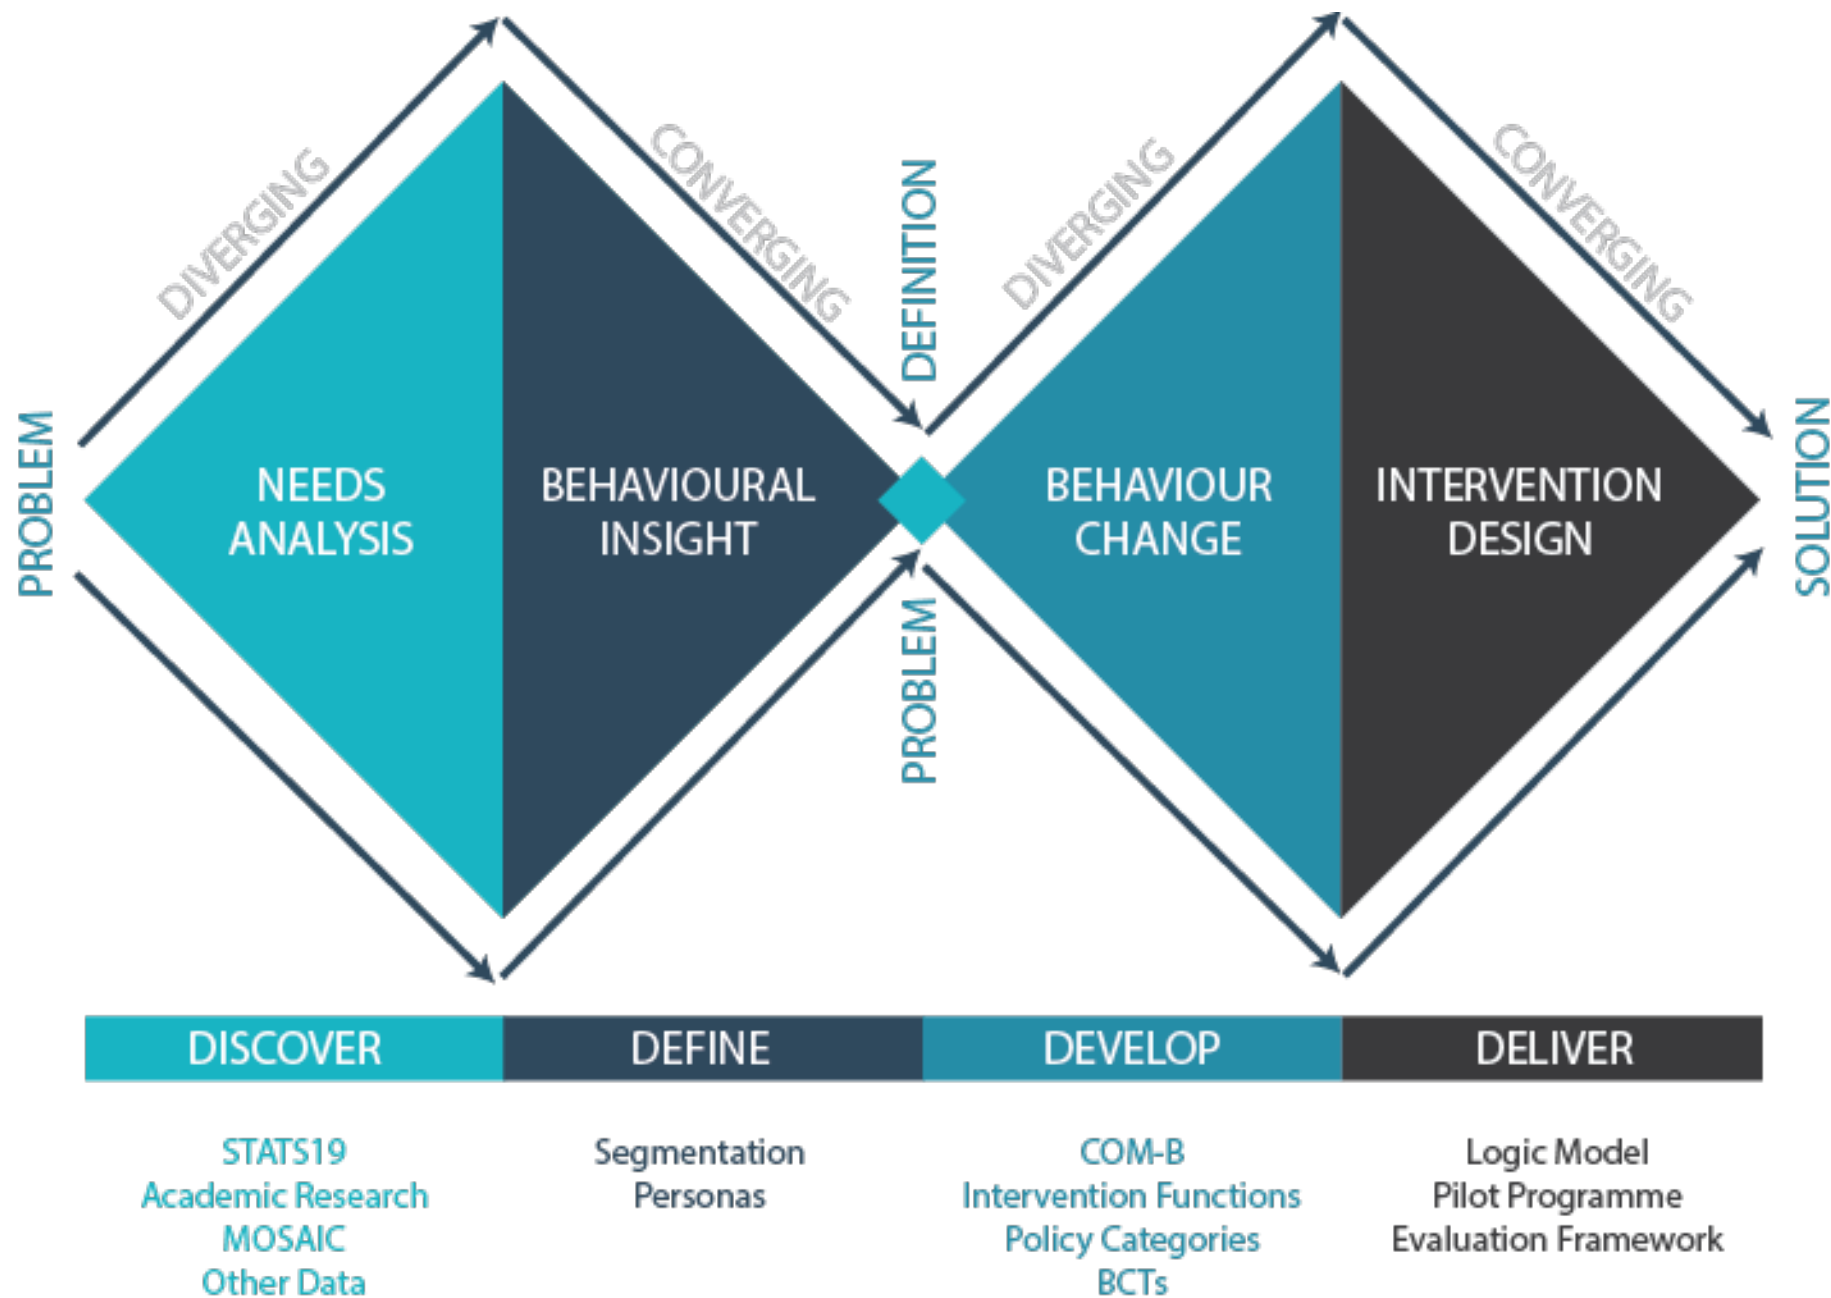 DIVERGING
CONVERGING
DIVERGING
CONVERGING
PROBLEM
DEFINITION
PROBLEM
SOLUTION
NEEDS
ANALYSIS
BEHAVIOURAL
INSIGHT
BEHAVIOUR
CHANGE
INTERVENTION
DESIGN
DISCOVER
DEFINE
DEVELOP
DELIVER
STATS19
Academic Research
MOSAIC
Other Data
Segmentation
Personas
COM-B
Intervention Functions
Policy Categories
BCTs
Logic Model
Pilot Programme
Evaluation Framework